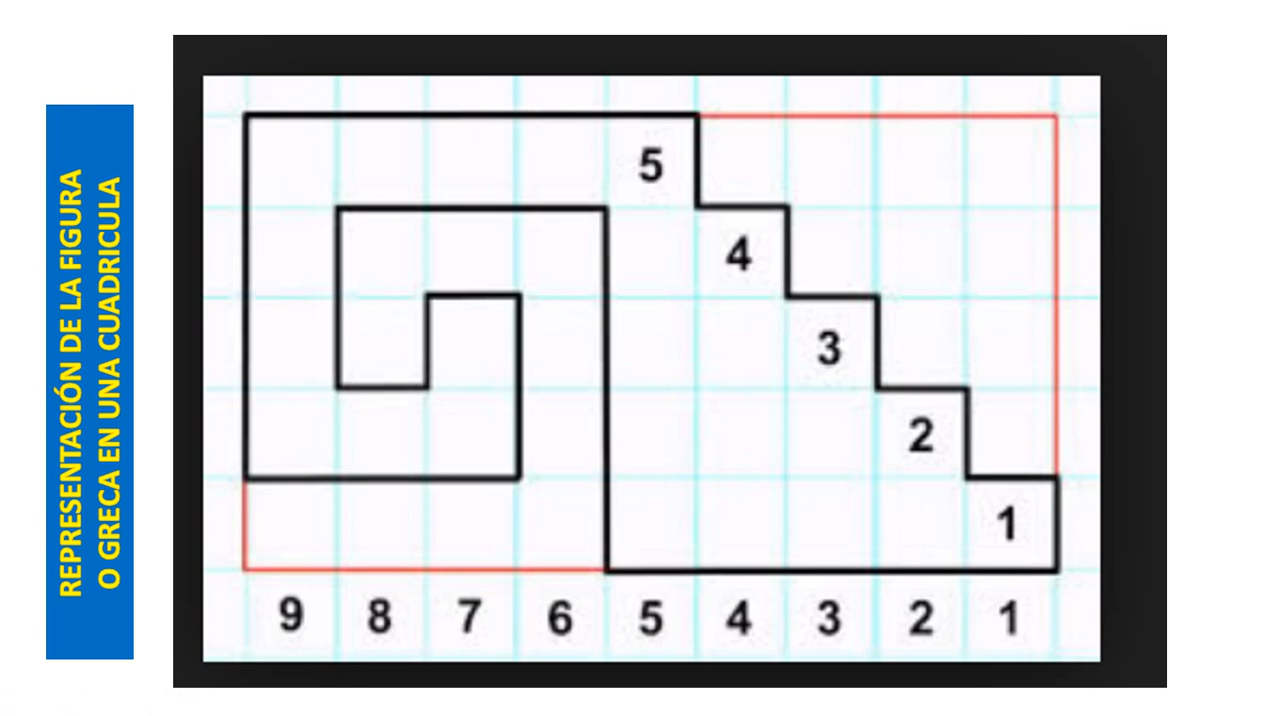 REPRESENTACIÓN DE LA FIGURA
O GRECA EN UNA CUADRICULA
5
4
3
2
1
9 8 7 6 5 4 3 2 1